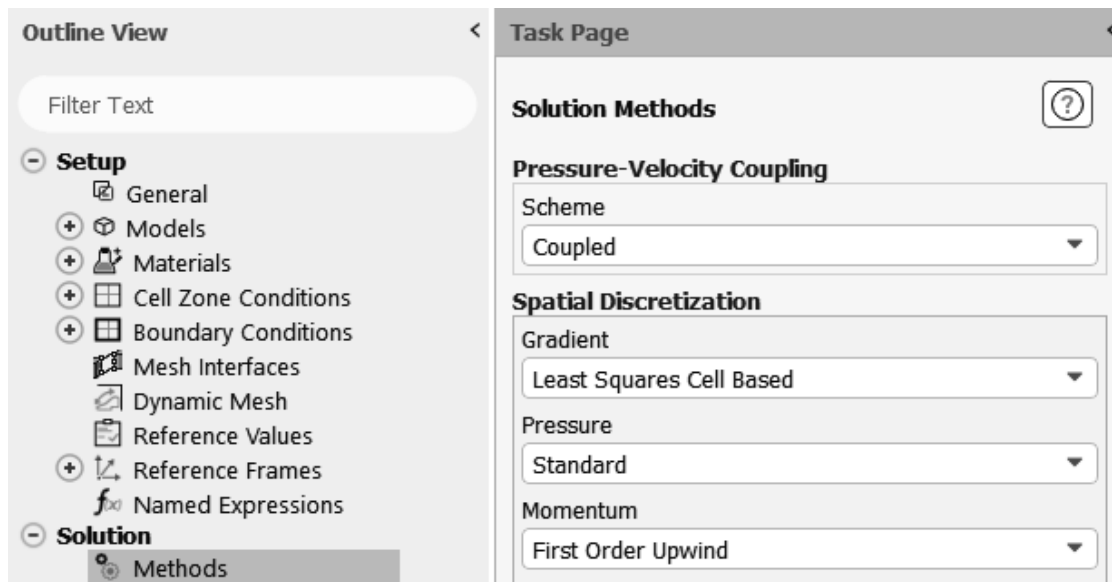 Outline View
Filter Text
Setup
General
Models
Materials
Cell Zone Conditions
Boundary Conditions
Mesh Interfaces
Dynamic Mesh
Reference Values
Reference Frames
Named Expressions
Solution
Methods
Task Page
Solution Methods
Pressure-Velocity Coupling
Scheme
Coupled
Spatial Discretization
Gradient
Least Squares Cell Based
Pressure
Standard
Momentum
First Order Upwind